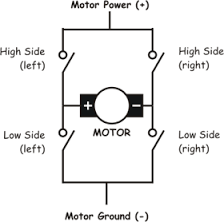 Motor Power (+)
High Side
(left)
High Side
(right)
+
−
MOTOR
Low Side
(left)
Low Side
(right)
Motor Ground (-)